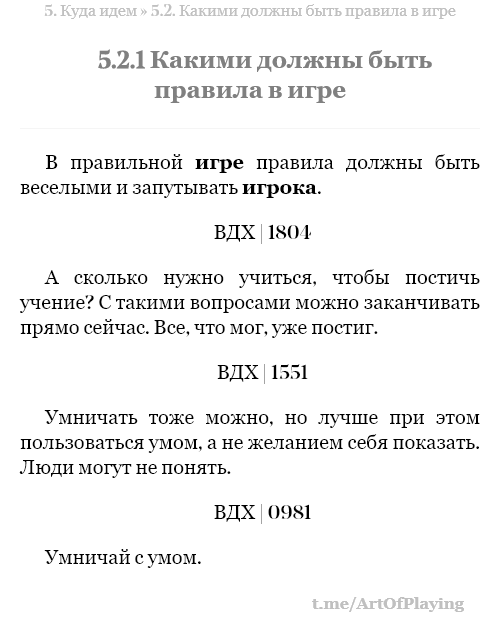 5. Куда идем » 5.2. Какими должны быть правила в игре
5.2.1 Какими должны быть
правила в игре
В правильной игре правила должны быть
веселыми и запутывать игрока.
ВДХ | 1804
А сколько нужно учиться, чтобы постичь
учение? С такими вопросами можно заканчивать
прямо сейчас. Все, что мог, уже постиг.
ВДХ | 1551
Умничать тоже можно, но лучше при этом
пользоваться умом, а не желанием себя показать.
Люди могут не понять.
ВДХ | 0981
Умничай с умом.
t.me/ArtOfPlaying